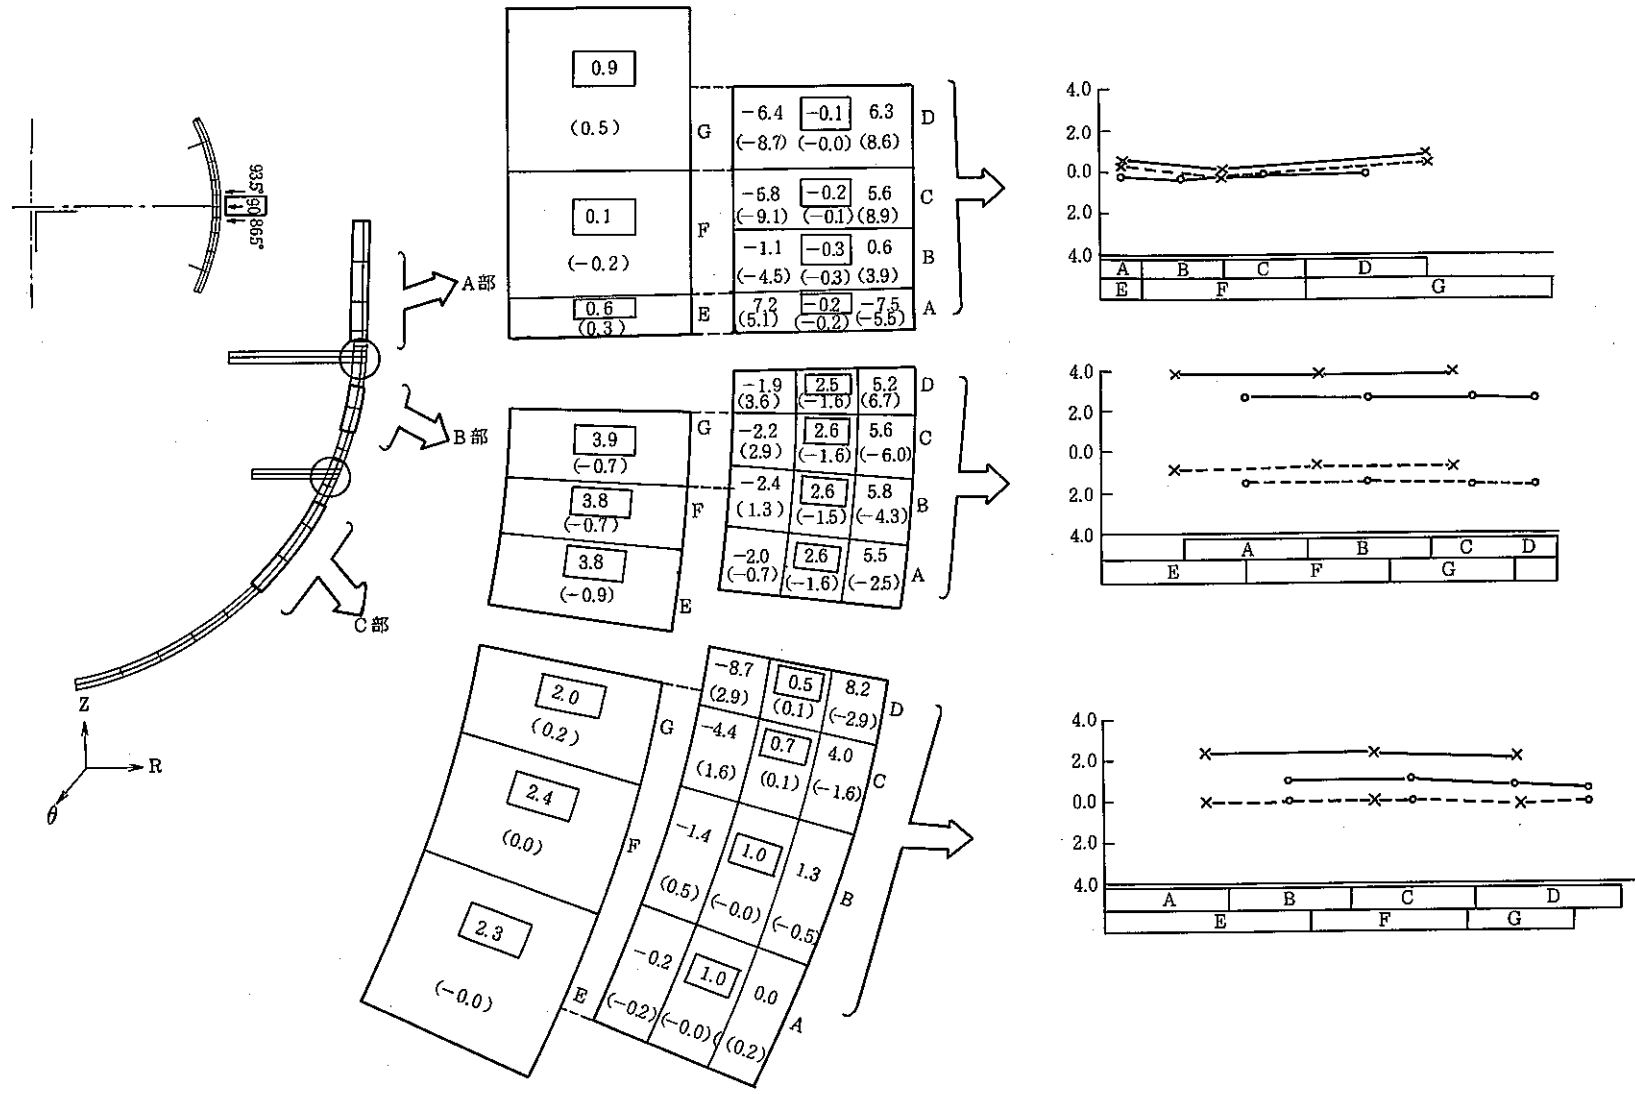 93.5°
90
86.5°
A部
B部
C部
Z
R
θ
0.9
(0.5)
G
0.1
(−0.2)
F
0.6
(0.3)
E
−6.4 −0.1 6.3 D
(−8.7) (−0.0) (8.6)
−5.8 −0.2 5.6 C
(−9.1) (−0.1) (8.9)
−1.1 −0.3 0.6 B
(−4.5) (−0.3) (3.9)
7.2 −0.2 −7.5 A
(5.1) (−0.2) (−5.5)
4.0
2.0
0.0
2.0
4.0
A B C D
E F G
3.9 G
(−0.7)
3.8 F
(−0.7)
3.8
(−0.9) E
−1.9 2.5 5.2 D
(3.6) (−1.6) (6.7)
−2.2 2.6 5.6 C
(2.9) (−1.6) (−6.0)
−2.4 2.6 5.8 B
(1.3) (−1.5) (−4.3)
−2.0 2.6 5.5 A
(−0.7) (−1.6) (−2.5)
4.0
2.0
0.0
2.0
4.0
A B C D
E F G
2.0 G
(0.2)
2.4
(0.0) F
2.3
(−0.0) E
−8.7 0.5 8.2 D
(2.9) (0.1) (−2.9)
−4.4 0.7 4.0 C
(1.6) (0.1) (−1.6)
−1.4 1.0 1.3 B
(0.5) (−0.0) (−0.5)
−0.2 1.0 0.0 A
(−0.2) (−0.0) (0.2)
4.0
2.0
0.0
2.0
4.0
A B C D
E F G